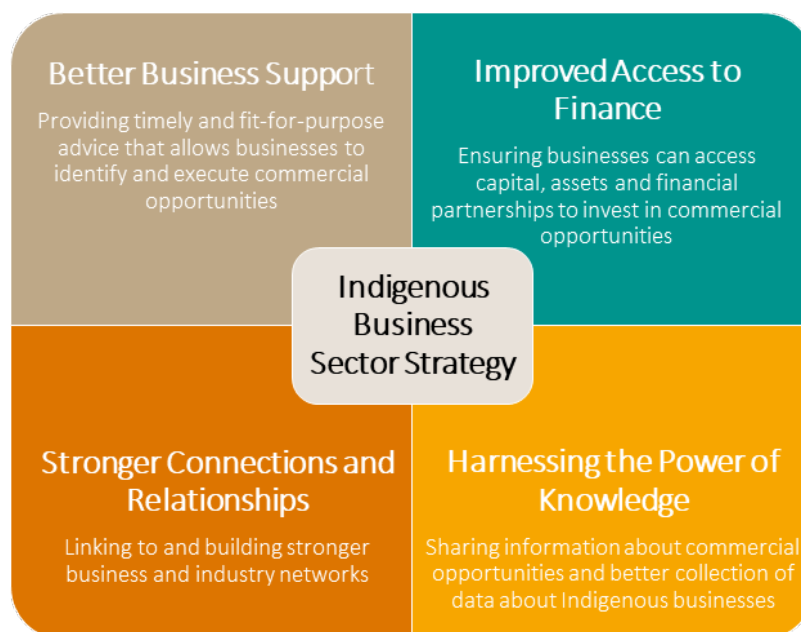 Better Business Support
Providing timely and fit-for-purpose
advice that allows businesses to
identify and execute commercial
opportunities
Improved Access to
Finance
Ensuring businesses can access
capital, assets and financial
partnerships to invest in commercial
opportunities
Indigenous
Business
Sector Strategy
Stronger Connections and
Relationships
Linking to and building stronger
business and industry networks
Harnessing the Power of
Knowledge
Sharing information about commercial
opportunities and better collection of
data about Indigenous businesses